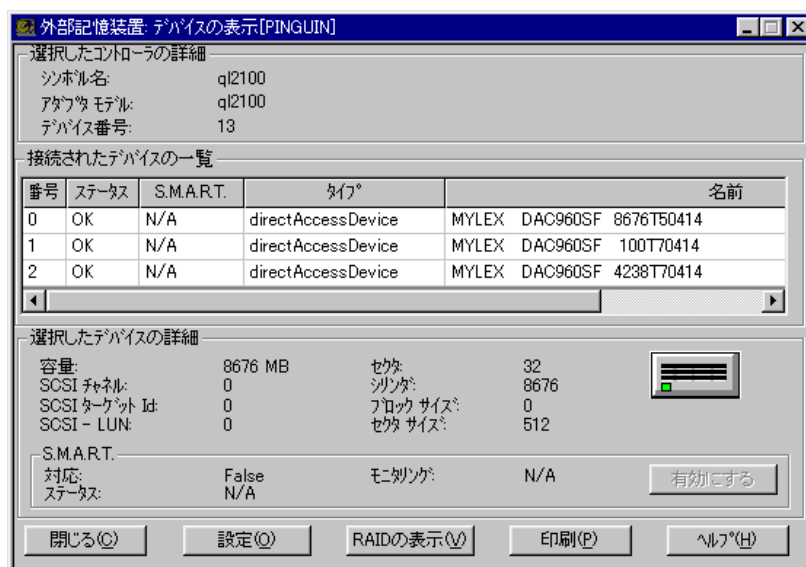 外部記憶装置: ﾃﾞﾊﾞｲｽの表示[PINGUIN]
選択したｺﾝﾄﾛｰﾗの詳細
ｼﾝﾎﾞﾙ名: ql2100
ｱﾀﾞﾌﾟﾀ ﾓﾃﾞﾙ: ql2100
ﾃﾞﾊﾞｲｽ番号: 13
接続されたﾃﾞﾊﾞｲｽの一覧
番号 ｽﾃｰﾀｽ S.M.A.R.T. ﾀｲﾌﾟ 名前
0 OK N/A directAccessDevice MYLEX DAC960SF 8676T50414
1 OK N/A directAccessDevice MYLEX DAC960SF 100T70414
2 OK N/A directAccessDevice MYLEX DAC960SF 4238T70414
選択したﾃﾞﾊﾞｲｽの詳細
容量: 8676 MB ｾｸﾀ: 32
SCSI ﾁｬﾈﾙ: 0 ｼﾘﾝﾀﾞ: 8676
SCSI ﾀｰｹﾞｯﾄ Id: 0 ﾌﾞﾛｯｸ ｻｲｽﾞ: 0
SCSI - LUN: 0 ｾｸﾀ ｻｲｽﾞ: 512
S.M.A.R.T.
対応: False ﾓﾆﾀﾘﾝｸﾞ: N/A 有効にする
ｽﾃｰﾀｽ: N/A
閉じる(C) 設定(O) RAIDの表示(V) 印刷(P) ﾍﾙﾌﾟ(H)